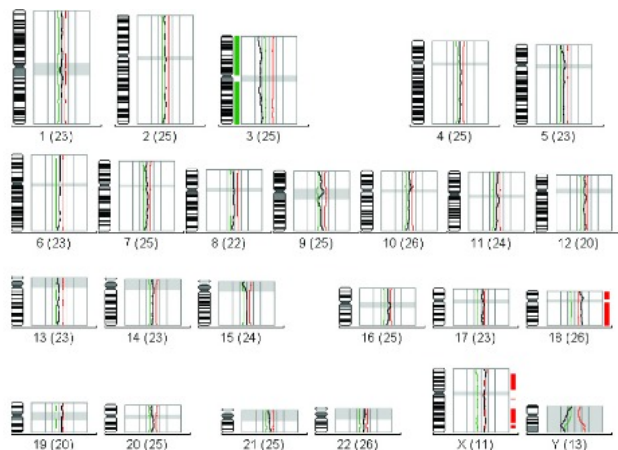 1 (23) 2 (25) 3 (25) 4 (25) 5 (23)
6 (23) 7 (25) 8 (22) 9 (25) 10 (26) 11 (24) 12 (20)
13 (23) 14 (23) 15 (24) 16 (25) 17 (23) 18 (26)
19 (20) 20 (25) 21 (25) 22 (26) X (11) Y (13)